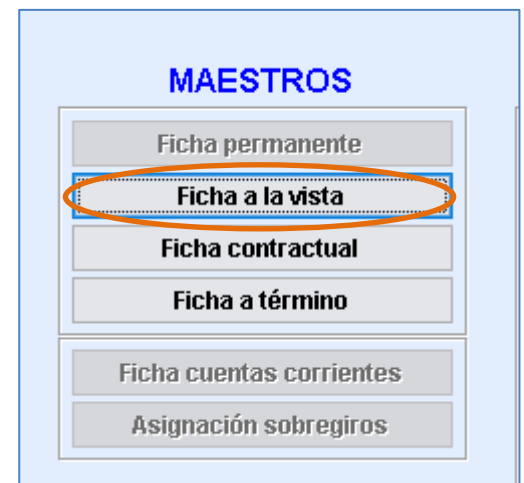 MAESTROS
Ficha permanente
Ficha a la vista
Ficha contractual
Ficha a término
Ficha cuentas corrientes
Asignación sobregiros